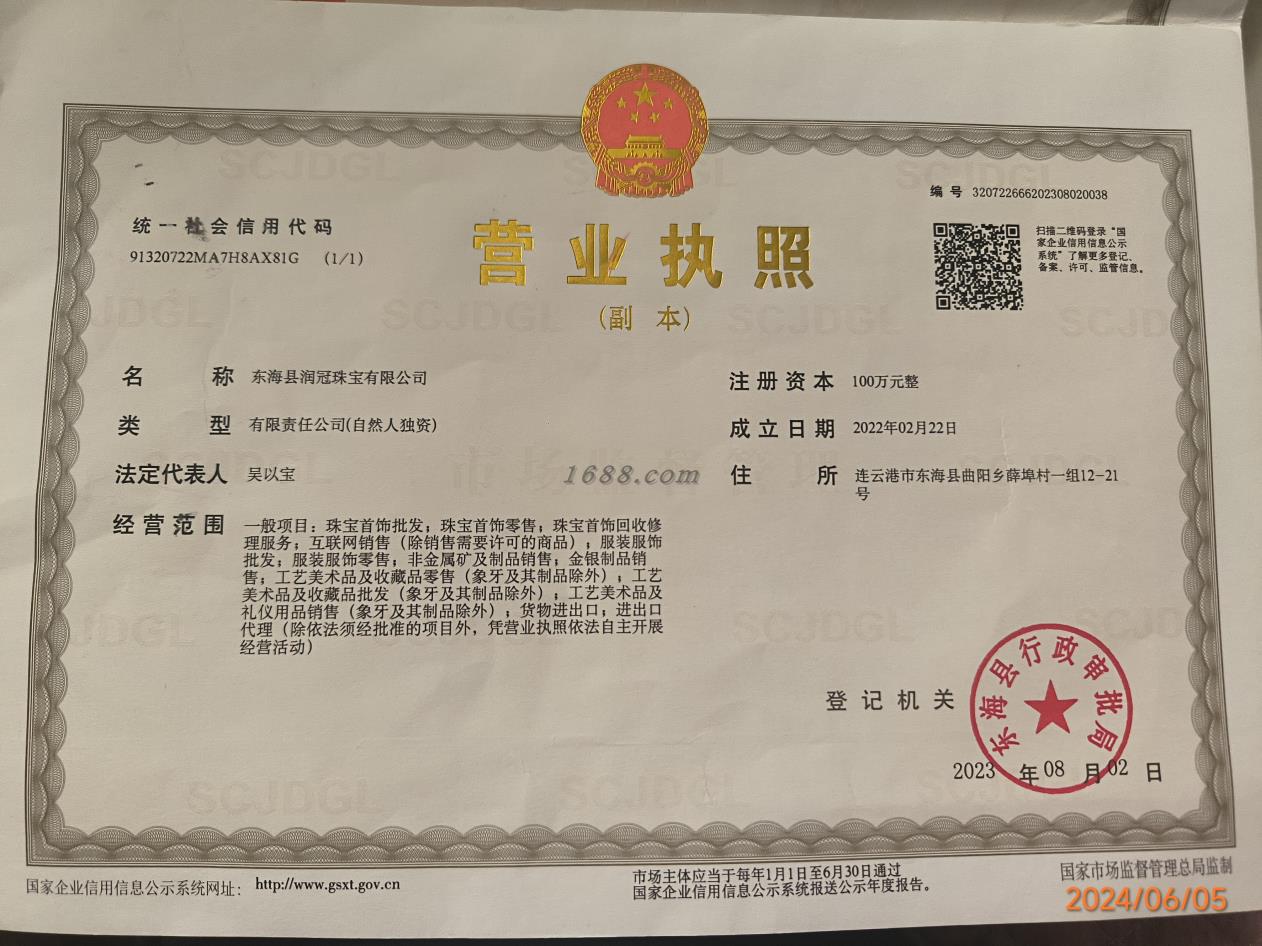 编号 320722666202308020038
统一社会信用代码
91320722MA7H8AX81G (1/1)
营业执照
(副 本)
扫描二维码登录“国
家企业信用信息公示
系统”了解更多登记、
备案、许可、监管信息。
名称 东海县润冠珠宝有限公司
类型 有限责任公司(自然人独资)
法定代表人 吴以宝
经营范围 一般项目：珠宝首饰批发；珠宝首饰零售；珠宝首饰回收修
理服务；互联网销售（除销售需要许可的商品）；服装服饰
批发；服装服饰零售；非金属矿及制品销售；金银制品销
售；工艺美术品及收藏品零售（象牙及其制品除外）；工艺
美术品及收藏品批发（象牙及其制品除外）；工艺美术品及
礼仪用品销售（象牙及其制品除外）；货物进出口；进出口
代理（除依法须经批准的项目外，凭营业执照依法自主开展
经营活动）
注册资本 100万元整
成立日期 2022年02月22日
住所 连云港市东海县曲阳乡薛埠村一组12-21
号
1688.com
登记机关
东海县行政审批局
2023 年 08 月 02 日
国家企业信用信息公示系统网址： http://www.gsxt.gov.cn
市场主体应当于每年1月1日至6月30日通过
国家企业信用信息公示系统报送公示年度报告。
国家市场监督管理总局监制
2024/06/05
SCJDGL